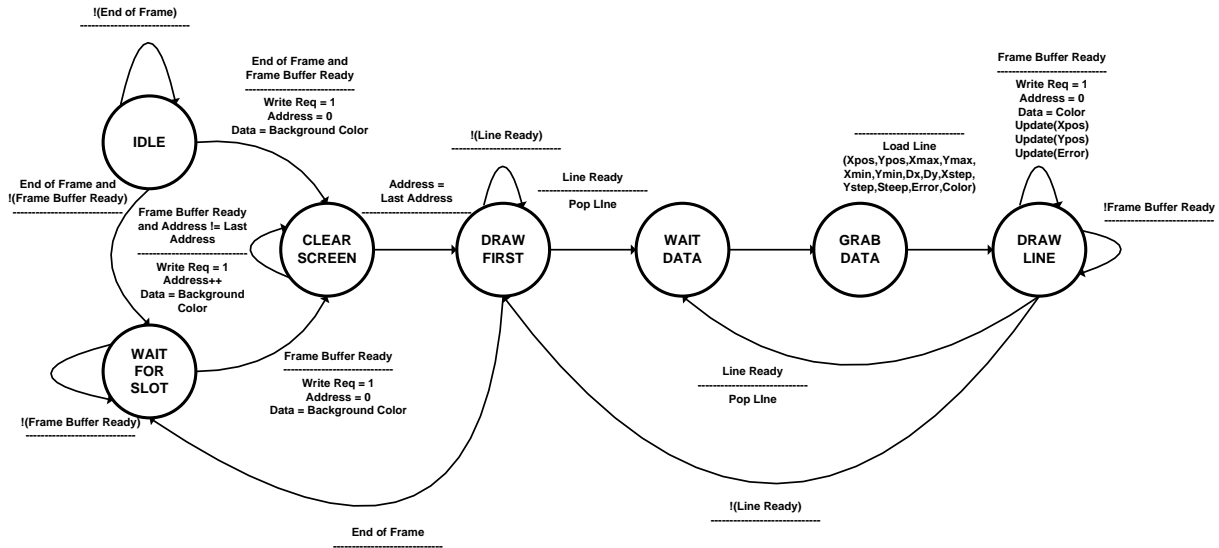 !(End of Frame)
------------------------------
End of Frame and
Frame Buffer Ready
------------------------------
Write Req = 1
Address = 0
Data = Background Color
IDLE
End of Frame and
!(Frame Buffer Ready)
------------------------------
Frame Buffer Ready
and Address != Last
Address
------------------------------
Write Req = 1
Address++
Data = Background
Color
CLEAR
SCREEN
WAIT
FOR
SLOT
!(Frame Buffer Ready)
------------------------------
Frame Buffer Ready
------------------------------
Write Req = 1
Address = 0
Data = Background Color
Address =
Last Address
------------------------------
!(Line Ready)
------------------------------
DRAW
FIRST
Line Ready
------------------------------
Pop LIne
WAIT
DATA
------------------------------
Load Line
(Xpos,Ypos,Xmax,Ymax,
Xmin,Ymin,Dx,Dy,Xstep,
Ystep,Steep,Error,Color)
GRAB
DATA
Frame Buffer Ready
------------------------------
Write Req = 1
Address = 0
Data = Color
Update(Xpos)
Update(Ypos)
Update(Error)
DRAW
LINE
!Frame Buffer Ready
------------------------------
Line Ready
------------------------------
Pop LIne
!(Line Ready)
------------------------------
End of Frame
------------------------------